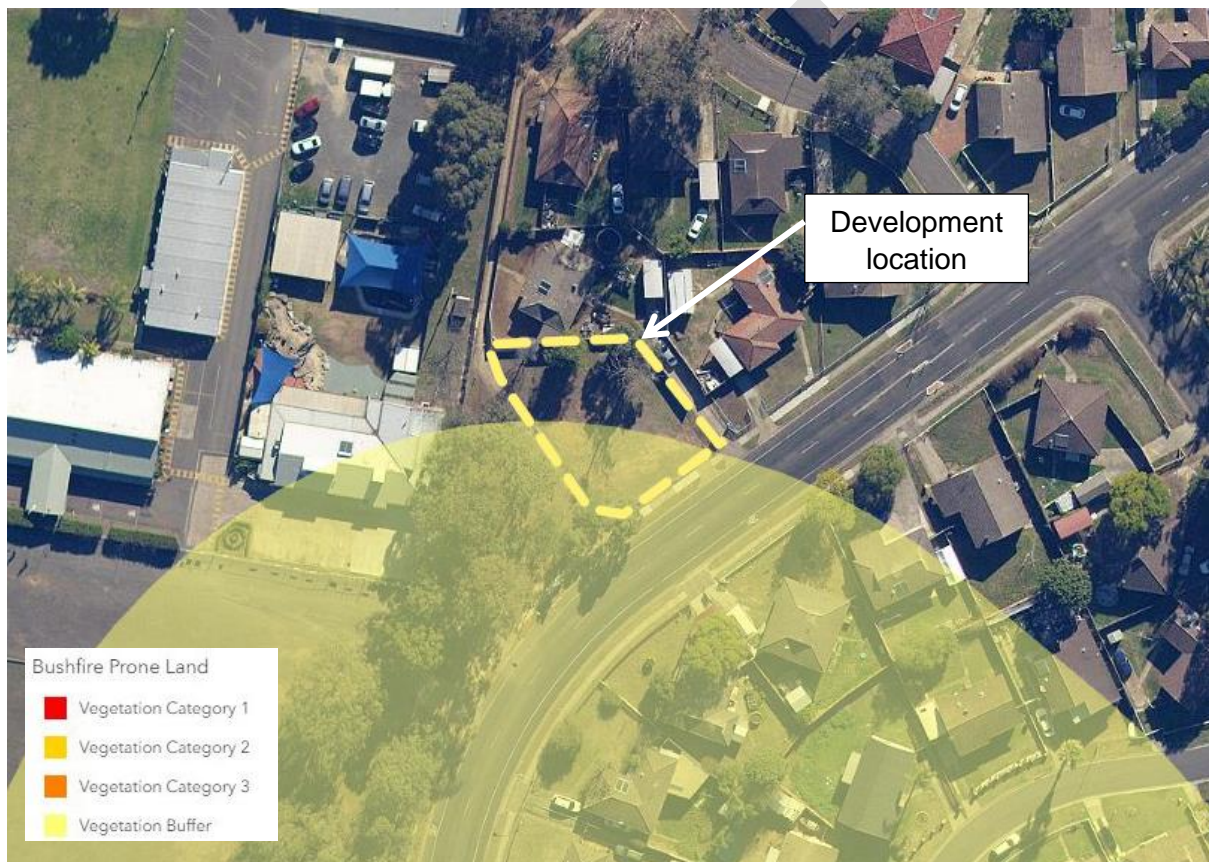 Development
location
Bushfire Prone Land
Vegetation Category 1
Vegetation Category 2
Vegetation Category 3
Vegetation Buffer